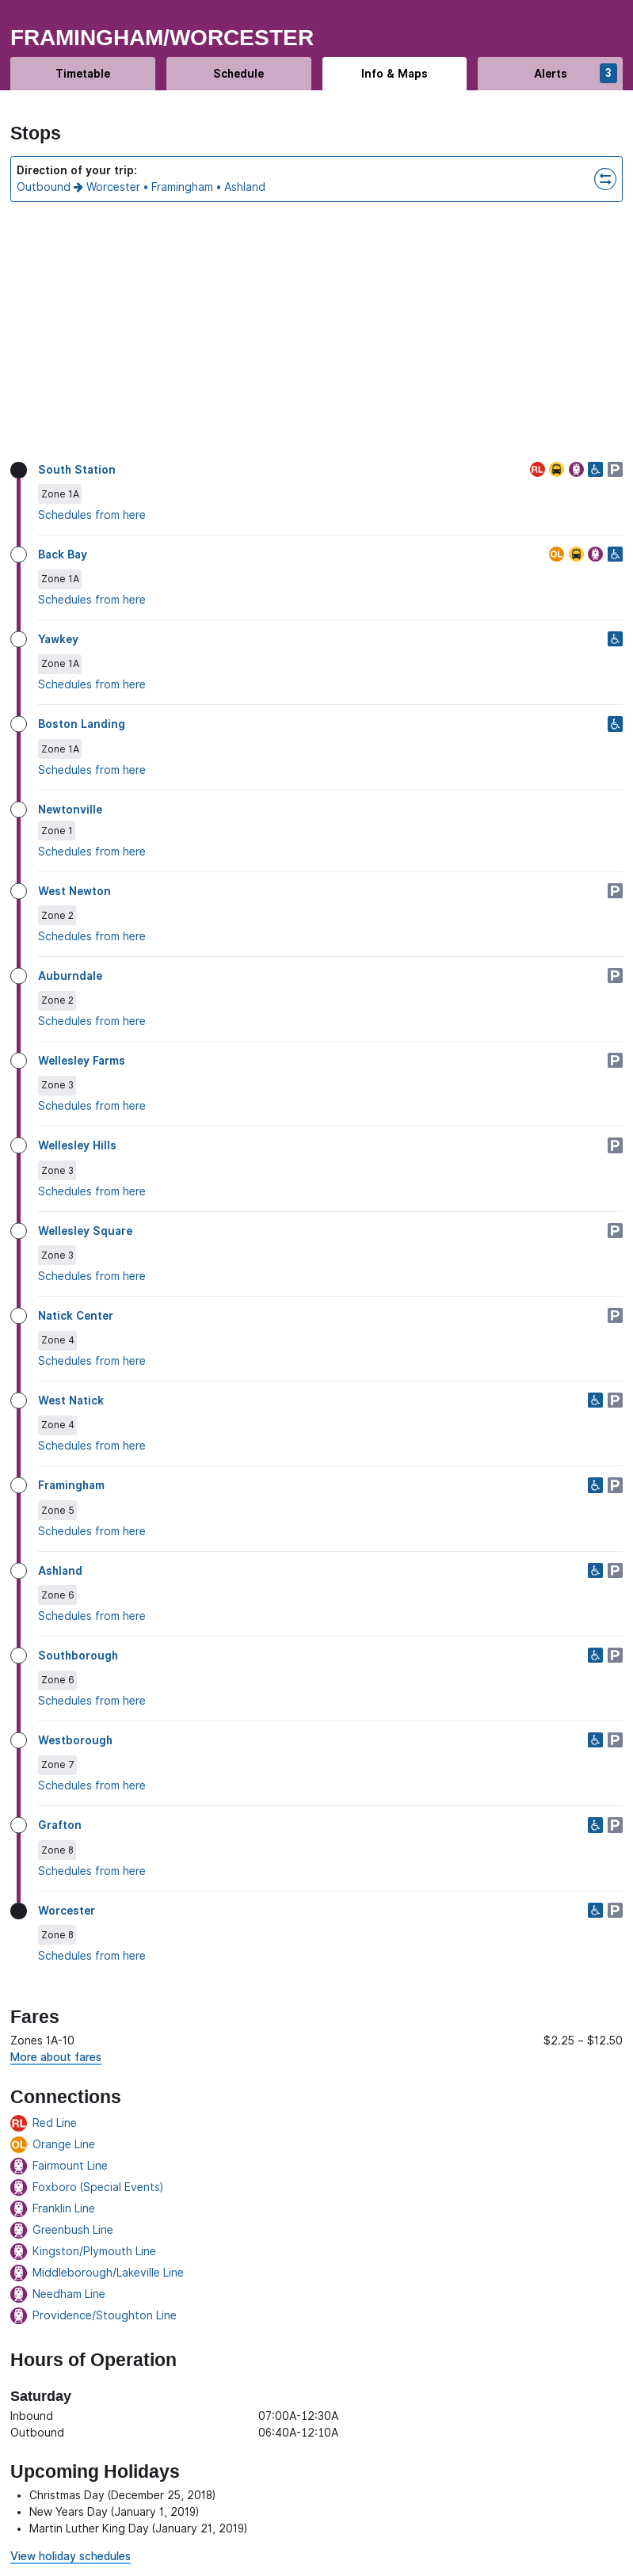 FRAMINGHAM/WORCESTER
Timetable
Schedule
Info & Maps
Alerts
3
Stops
Direction of your trip:
Outbound → Worcester • Framingham • Ashland
South Station
RL
P
Zone 1A
Schedules from here
Back Bay
OL
Zone 1A
Schedules from here
Yawkey
Zone 1A
Schedules from here
Boston Landing
Zone 1A
Schedules from here
Newtonville
Zone 1
Schedules from here
West Newton
P
Zone 2
Schedules from here
Auburndale
P
Zone 2
Schedules from here
Wellesley Farms
P
Zone 3
Schedules from here
Wellesley Hills
P
Zone 3
Schedules from here
Wellesley Square
P
Zone 3
Schedules from here
Natick Center
P
Zone 4
Schedules from here
West Natick
P
Zone 4
Schedules from here
Framingham
P
Zone 5
Schedules from here
Ashland
P
Zone 6
Schedules from here
Southborough
P
Zone 6
Schedules from here
Westborough
P
Zone 7
Schedules from here
Grafton
P
Zone 8
Schedules from here
Worcester
P
Zone 8
Schedules from here
Fares
Zones 1A-10 $2.25 – $12.50
More about fares
Connections
RL Red Line
OL Orange Line
Fairmount Line
Foxboro (Special Events)
Franklin Line
Greenbush Line
Kingston/Plymouth Line
Middleborough/Lakeville Line
Needham Line
Providence/Stoughton Line
Hours of Operation
Saturday
Inbound 07:00A-12:30A
Outbound 06:40A-12:10A
Upcoming Holidays
• Christmas Day (December 25, 2018)
• New Years Day (January 1, 2019)
• Martin Luther King Day (January 21, 2019)
View holiday schedules